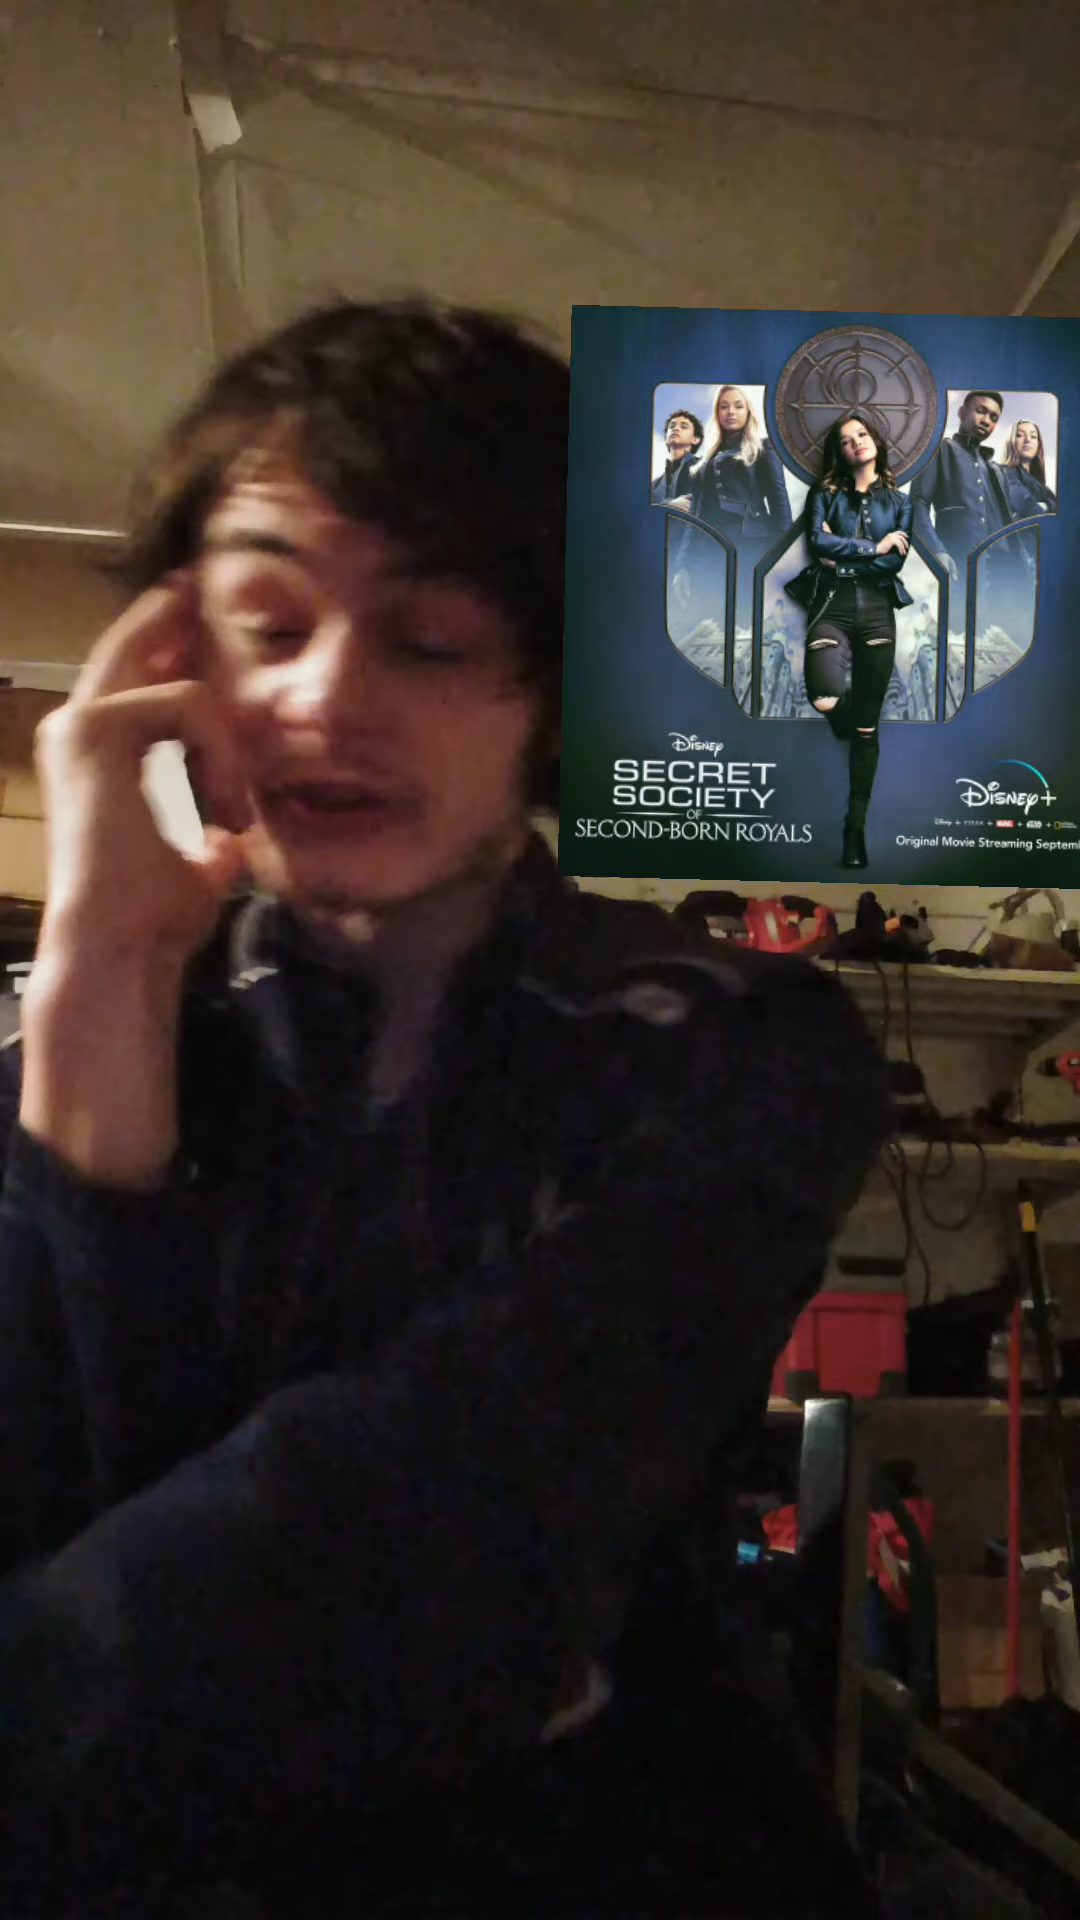 Disney
SECRET
SOCIETY
OF
SECOND-BORN ROYALS
Disney+
Original Movie Streaming